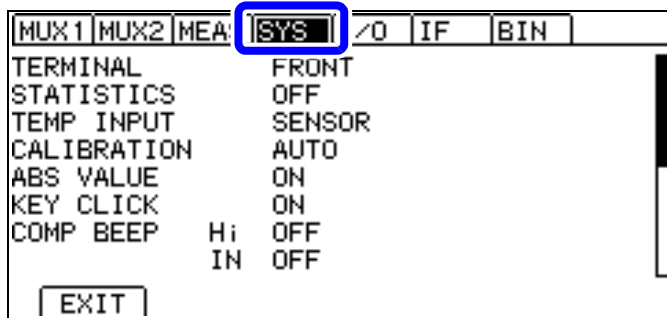 MUX1 MUX2 MEA SYS /O IF BIN
TERMINAL FRONT
STATISTICS OFF
TEMP INPUT SENSOR
CALIBRATION AUTO
ABS VALUE ON
KEY CLICK ON
COMP BEEP Hi OFF
IN OFF
EXIT